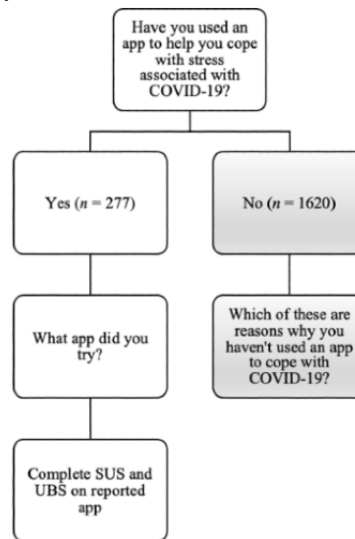 Have you used an
app to help you cope
with stress
associated with
COVID-19?
Yes (n = 277)
No (n = 1620)
What app did you
try?
Which of these are
reasons why you
haven't used an app
to cope with
COVID-19?
Complete SUS and
UBS on reported
app